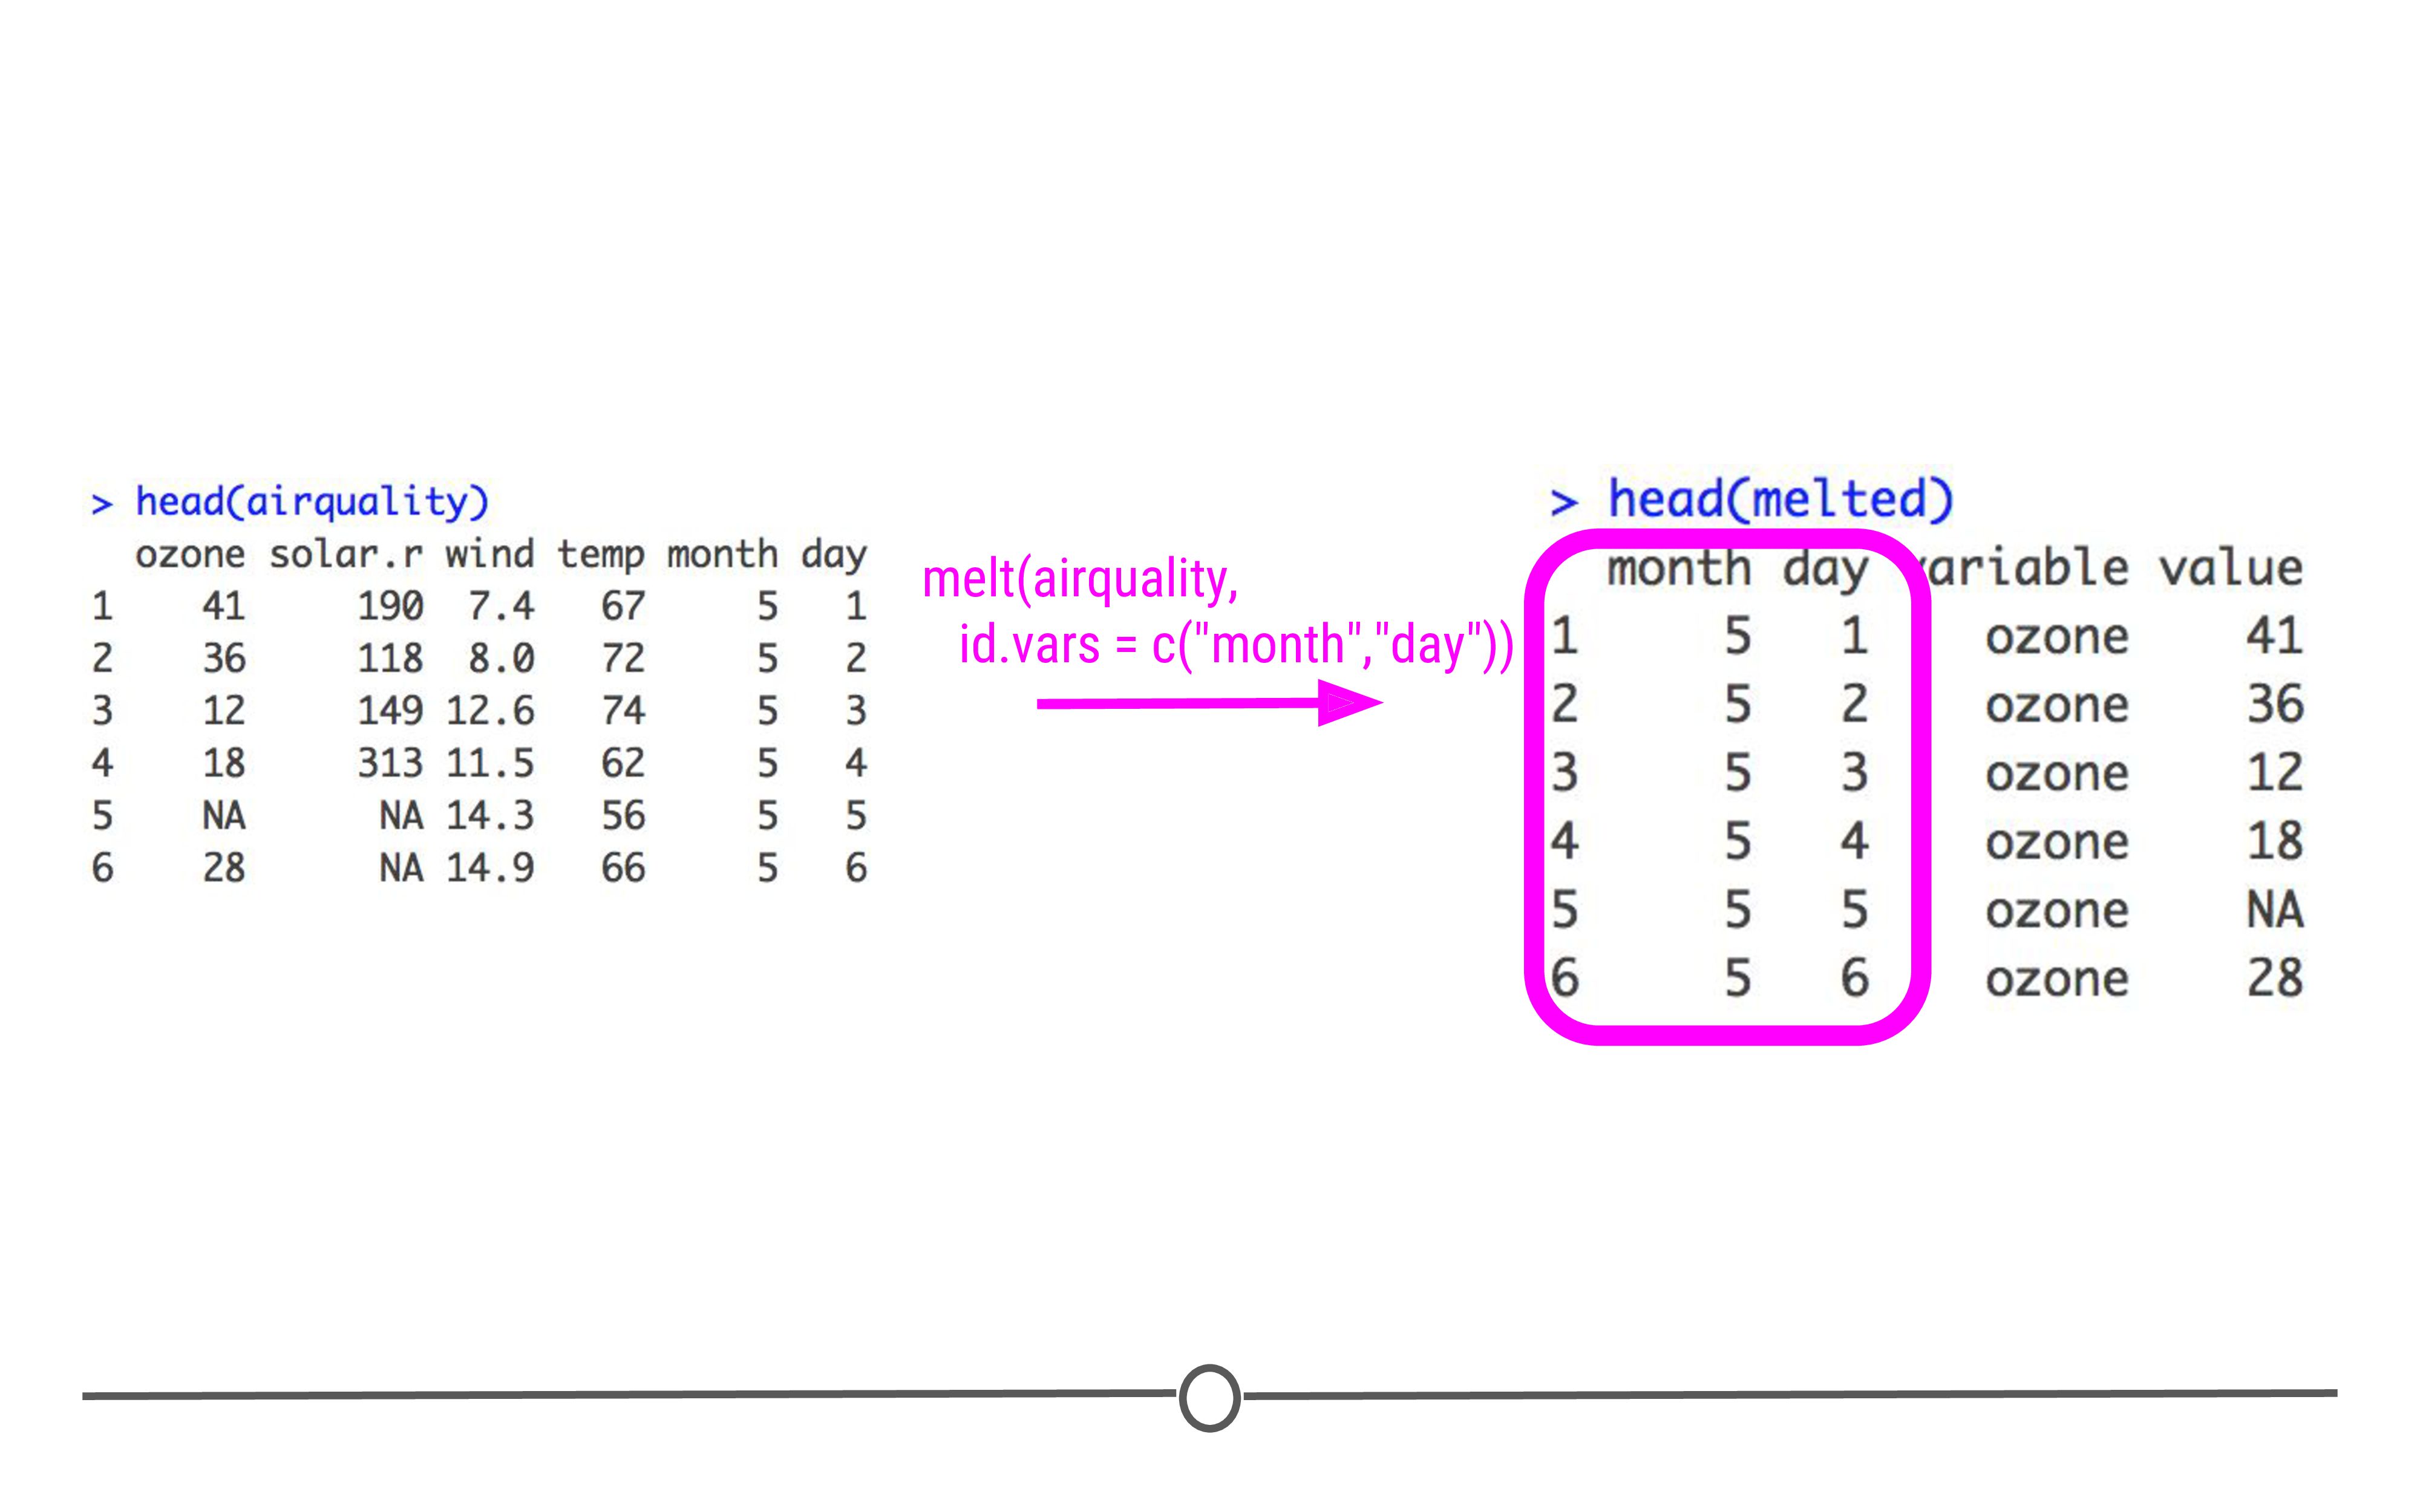 > head(airquality)
  ozone solar.r wind temp month day
1    41     190  7.4   67     5   1
2    36     118  8.0   72     5   2
3    12     149 12.6   74     5   3
4    18     313 11.5   62     5   4
5    NA      NA 14.3   56     5   5
6    28      NA 14.9   66     5   6
melt(airquality,
id.vars = c("month","day"))
> head(melted)
  month day variable value
1     5   1    ozone    41
2     5   2    ozone    36
3     5   3    ozone    12
4     5   4    ozone    18
5     5   5    ozone    NA
6     5   6    ozone    28